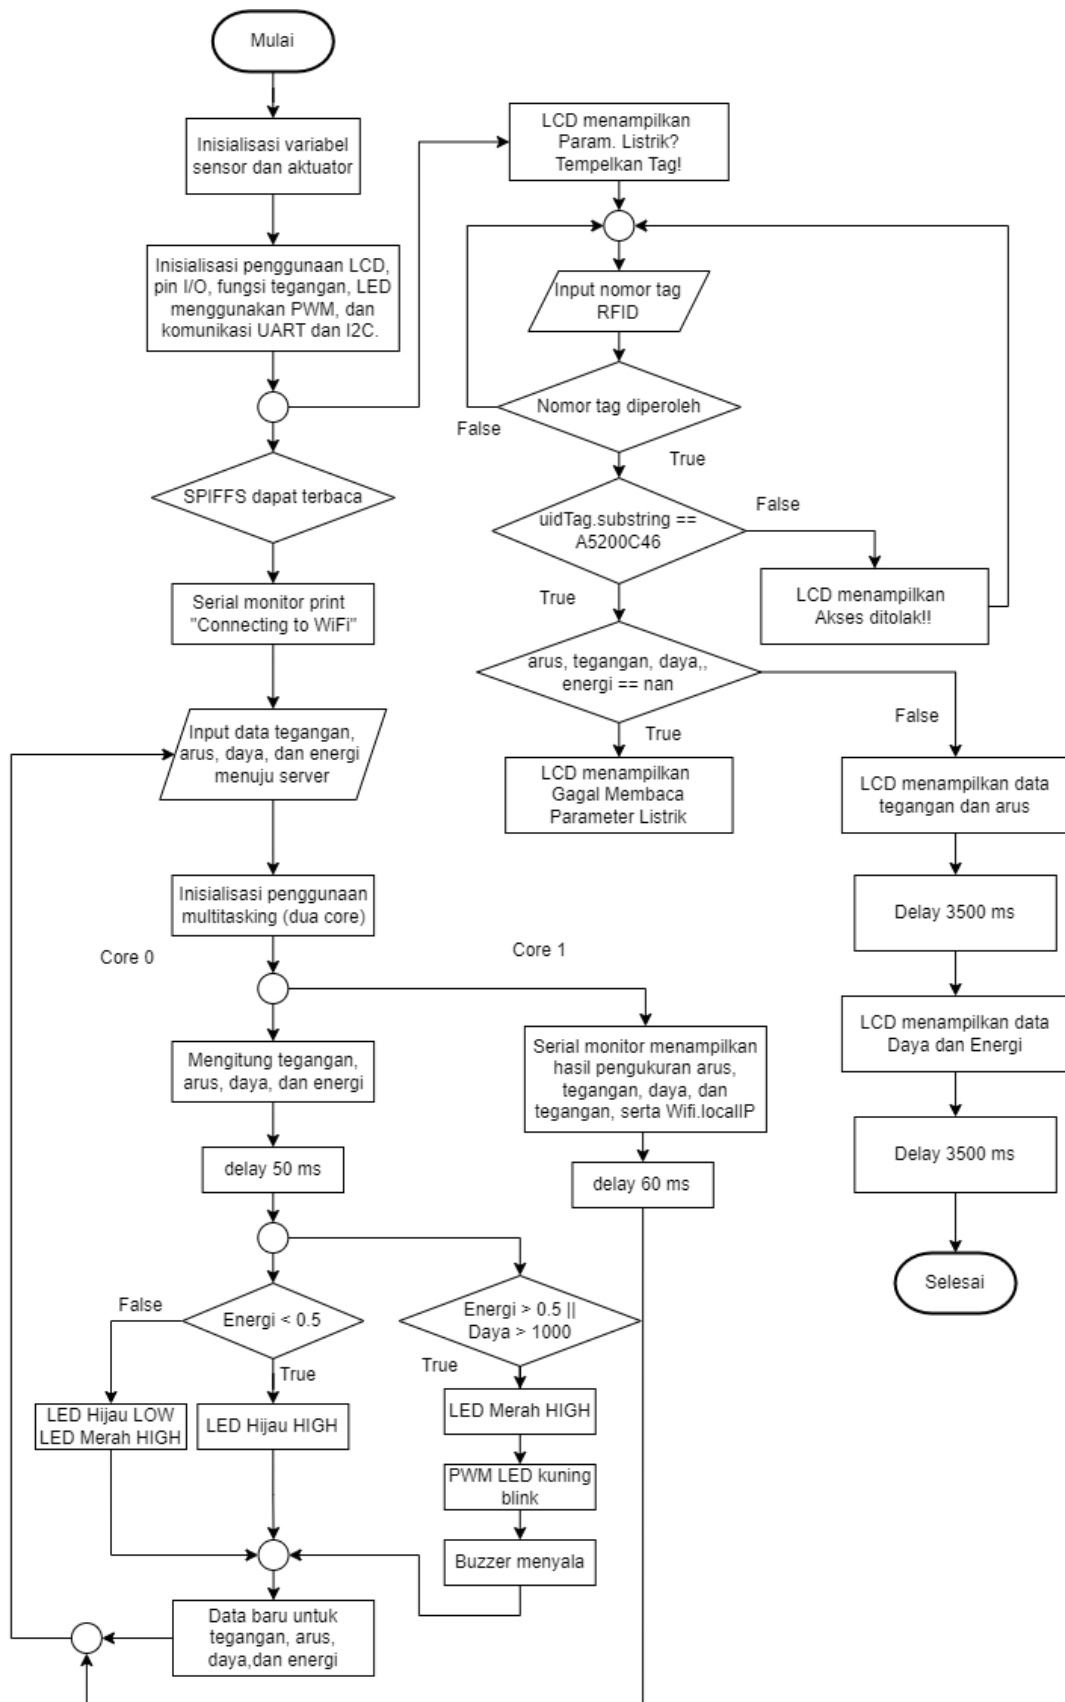 Mulai
Inisialisasi variabel
sensor dan aktuator
Inisialisasi penggunaan LCD,
pin I/O, fungsi tegangan, LED
menggunakan PWM, dan
komunikasi UART dan I2C.
SPIFFS dapat terbaca
Serial monitor print
"Connecting to WiFi"
Input data tegangan,
arus, daya, dan energi
menuju server
Inisialisasi penggunaan
multitasking (dua core)
Core 0
Core 1
Mengitung tegangan,
arus, daya, dan energi
delay 50 ms
Serial monitor menampilkan
hasil pengukuran arus,
tegangan, daya, dan
tegangan, serta Wifi.localIP
delay 60 ms
False
Energi < 0.5
True
LED Hijau LOW
LED Merah HIGH
LED Hijau HIGH
Energi > 0.5 ||
Daya > 1000
True
LED Merah HIGH
PWM LED kuning
blink
Buzzer menyala
Data baru untuk
tegangan, arus,
daya,dan energi
LCD menampilkan
Param. Listrik?
Tempelkan Tag!
Input nomor tag
RFID
Nomor tag diperoleh
False
True
uidTag.substring ==
A5200C46
False
True
LCD menampilkan
Akses ditolak!!
arus, tegangan, daya,,
energi == nan
True
False
LCD menampilkan
Gagal Membaca
Parameter Listrik
LCD menampilkan data
tegangan dan arus
Delay 3500 ms
LCD menampilkan data
Daya dan Energi
Delay 3500 ms
Selesai